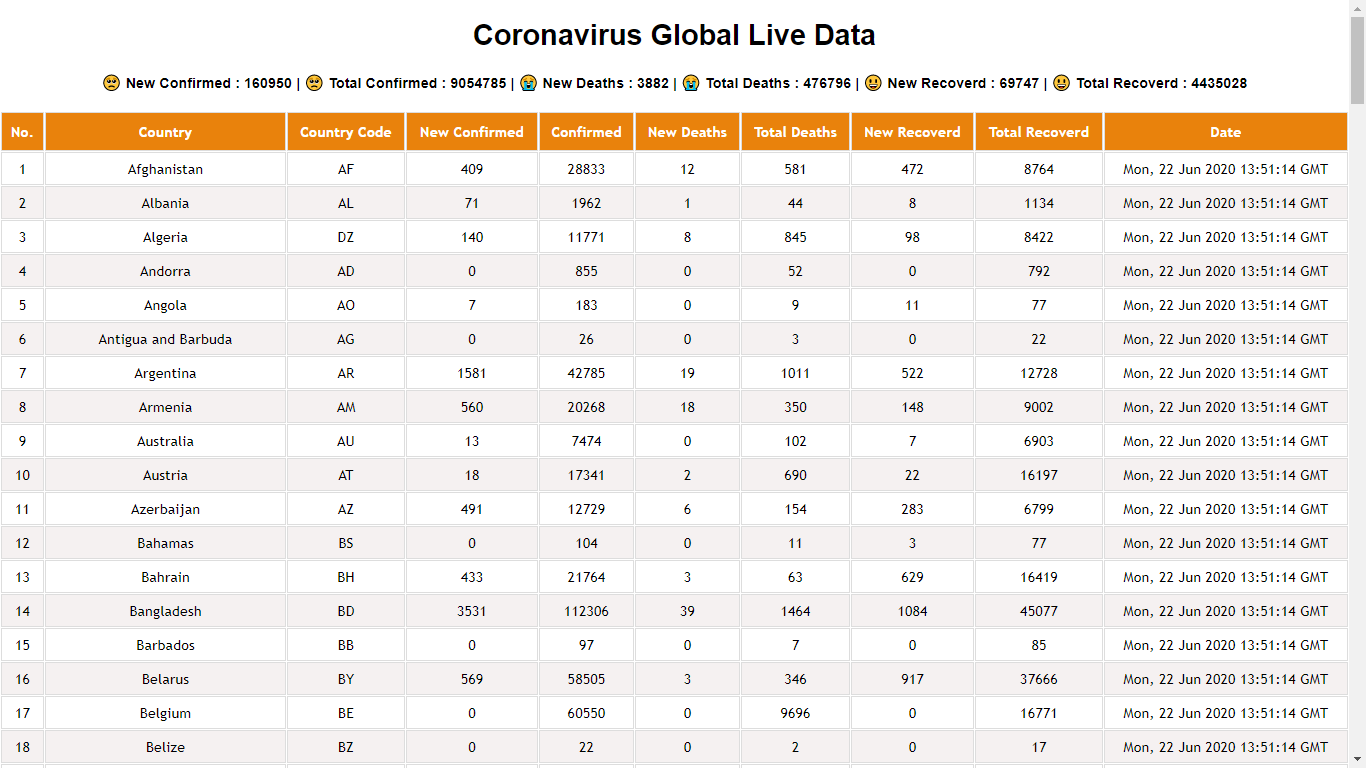 Coronavirus Global Live Data
New Confirmed : 160950 | Total Confirmed : 9054785 | New Deaths : 3882 | Total Deaths : 476796 | New Recoverd : 69747 | Total Recoverd : 4435028
No. Country Country Code New Confirmed Confirmed New Deaths Total Deaths New Recoverd Total Recoverd Date
1 Afghanistan AF 409 28833 12 581 472 8764 Mon, 22 Jun 2020 13:51:14 GMT
2 Albania AL 71 1962 1 44 8 1134 Mon, 22 Jun 2020 13:51:14 GMT
3 Algeria DZ 140 11771 8 845 98 8422 Mon, 22 Jun 2020 13:51:14 GMT
4 Andorra AD 0 855 0 52 0 792 Mon, 22 Jun 2020 13:51:14 GMT
5 Angola AO 7 183 0 9 11 77 Mon, 22 Jun 2020 13:51:14 GMT
6 Antigua and Barbuda AG 0 26 0 3 0 22 Mon, 22 Jun 2020 13:51:14 GMT
7 Argentina AR 1581 42785 19 1011 522 12728 Mon, 22 Jun 2020 13:51:14 GMT
8 Armenia AM 560 20268 18 350 148 9002 Mon, 22 Jun 2020 13:51:14 GMT
9 Australia AU 13 7474 0 102 7 6903 Mon, 22 Jun 2020 13:51:14 GMT
10 Austria AT 18 17341 2 690 22 16197 Mon, 22 Jun 2020 13:51:14 GMT
11 Azerbaijan AZ 491 12729 6 154 283 6799 Mon, 22 Jun 2020 13:51:14 GMT
12 Bahamas BS 0 104 0 11 3 77 Mon, 22 Jun 2020 13:51:14 GMT
13 Bahrain BH 433 21764 3 63 629 16419 Mon, 22 Jun 2020 13:51:14 GMT
14 Bangladesh BD 3531 112306 39 1464 1084 45077 Mon, 22 Jun 2020 13:51:14 GMT
15 Barbados BB 0 97 0 7 0 85 Mon, 22 Jun 2020 13:51:14 GMT
16 Belarus BY 569 58505 3 346 917 37666 Mon, 22 Jun 2020 13:51:14 GMT
17 Belgium BE 0 60550 0 9696 0 16771 Mon, 22 Jun 2020 13:51:14 GMT
18 Belize BZ 0 22 0 2 0 17 Mon, 22 Jun 2020 13:51:14 GMT